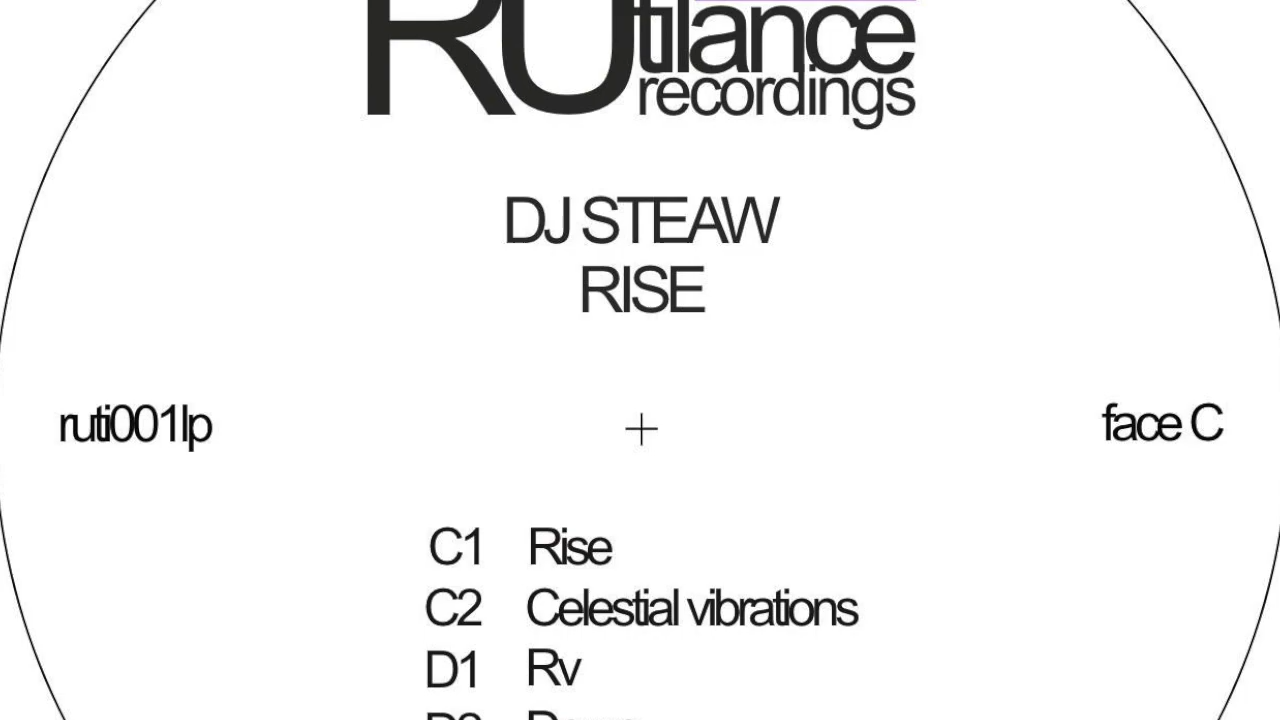 RUtilance
recordings
DJ STEAW
RISE
ruti001lp
face C
C1 Rise
C2 Celestial vibrations
D1 Rv